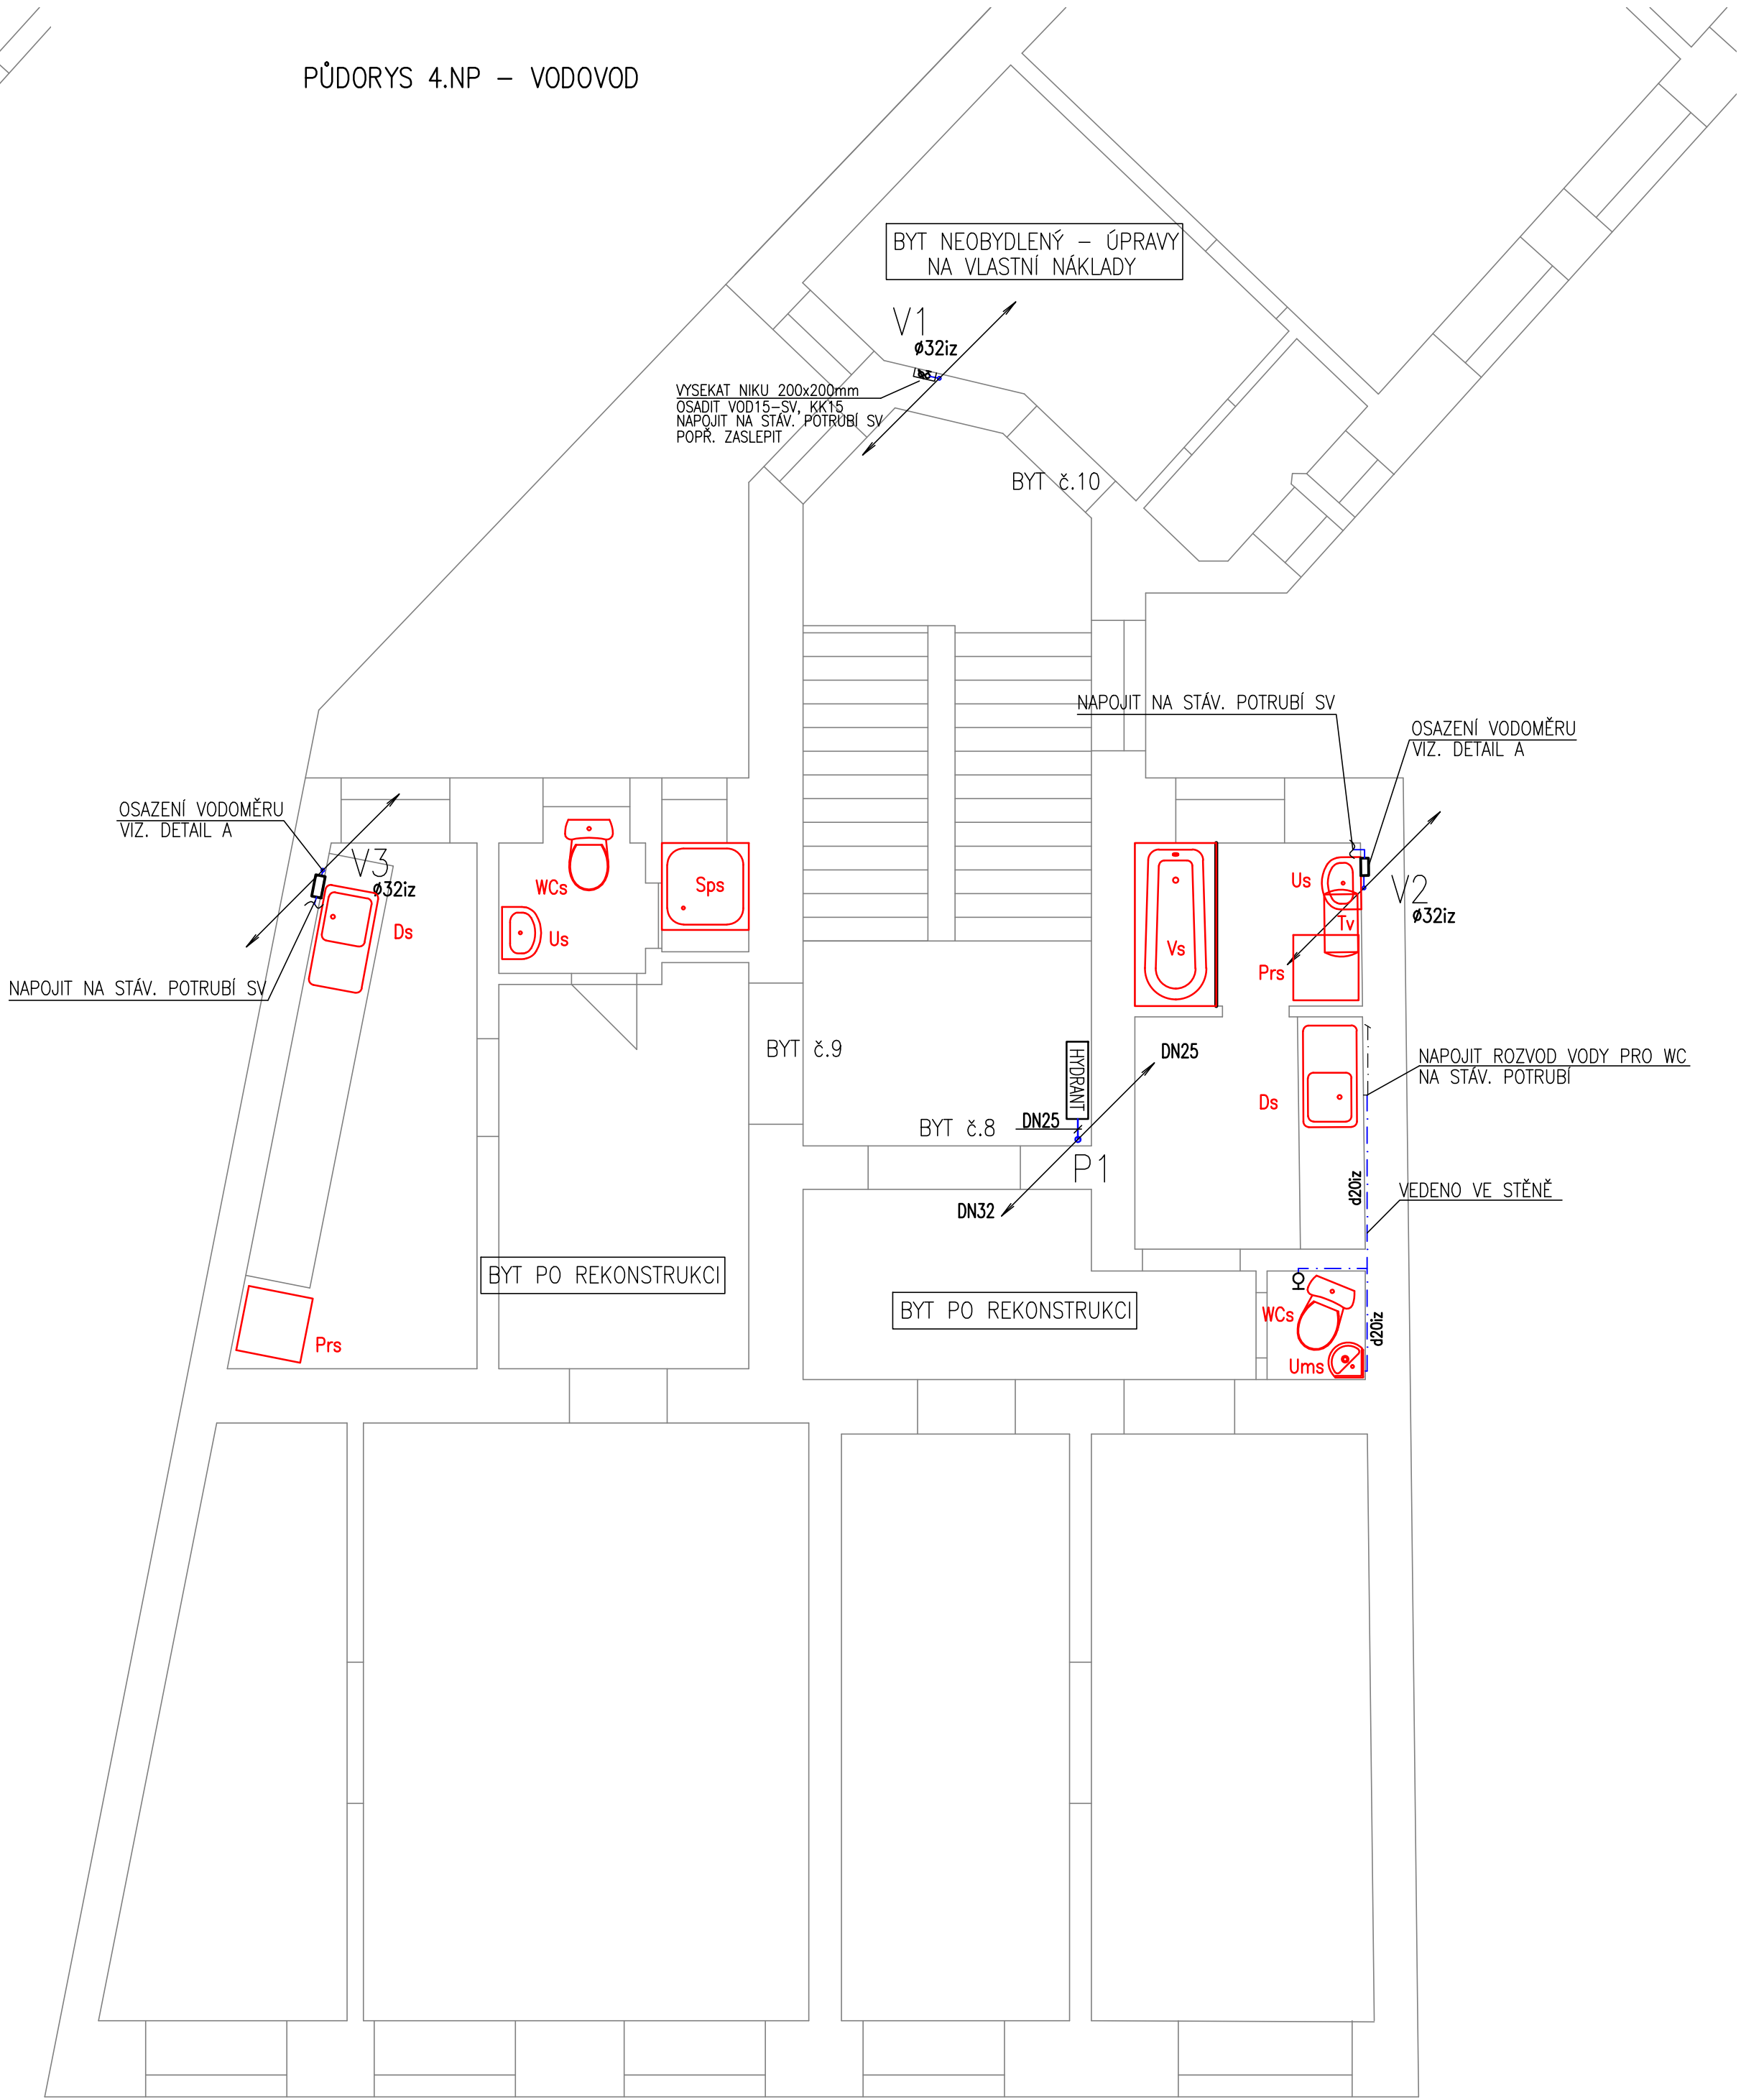 PŮDORYS 4.NP – VODOVOD
BYT NEOBYDLENÝ – ÚPRAVY
NA VLASTNÍ NÁKLADY
V1
ø32iz
VYSEKAT NIKU 200x200mm
OSADIT VOD15-SV, KK15
NAPOJIT NA STÁV. POTRUBÍ SV
POPŘ. ZASLEPIT
BYT č.10
NAPOJIT NA STÁV. POTRUBÍ SV
OSAZENÍ VODOMĚRU
VIZ. DETAIL A
OSAZENÍ VODOMĚRU
VIZ. DETAIL A
V3
ø32iz
Ds
WCs
Us
Sps
Us
V2
ø32iz
Tv
Vs
Prs
NAPOJIT NA STÁV. POTRUBÍ SV
BYT č.9
HYDRANT
DN25
NAPOJIT ROZVOD VODY PRO WC
NA STÁV. POTRUBÍ
Ds
BYT č.8
DN25
P1
d20iz
VEDENO VE STĚNĚ
DN32
BYT PO REKONSTRUKCI
BYT PO REKONSTRUKCI
WCs
d20iz
Prs
Ums